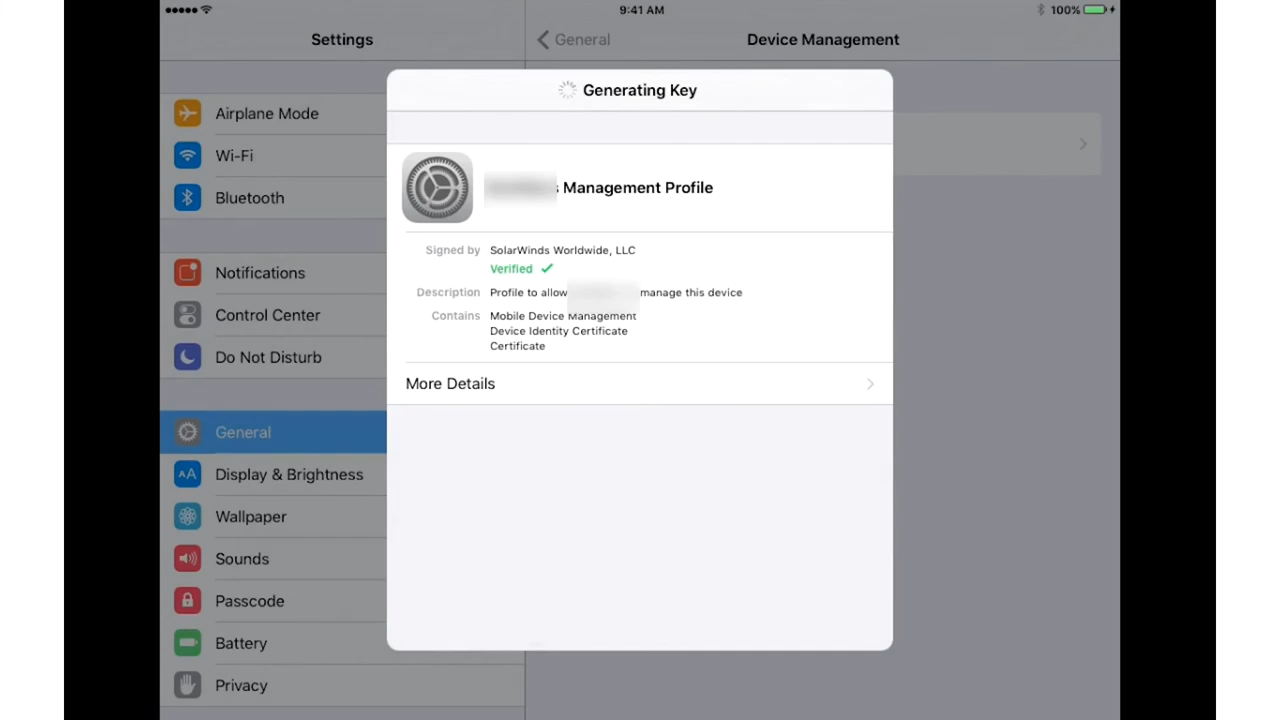 9:41 AM
100%
Settings
General
Device Management
Generating Key
Airplane Mode
Wi-Fi
Bluetooth
Management Profile
Signed by SolarWinds Worldwide, LLC
Verified
Description Profile to allow manage this device
Contains Mobile Device Management
Device Identity Certificate
Certificate
More Details
Notifications
Control Center
Do Not Disturb
General
AA Display & Brightness
Wallpaper
Sounds
Passcode
Battery
Privacy